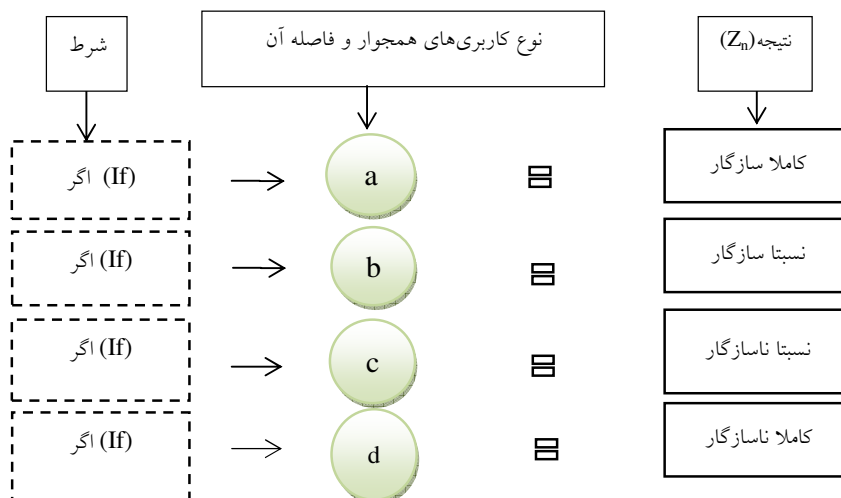 شرط
نوع کاربری‌های همجوار و فاصله آن
نتیجه(Zn)
اگر (If)
a
کاملا سازگار
اگر (If)
b
نسبتا سازگار
اگر (If)
c
نسبتا ناسازگار
اگر (If)
d
کاملا ناسازگار